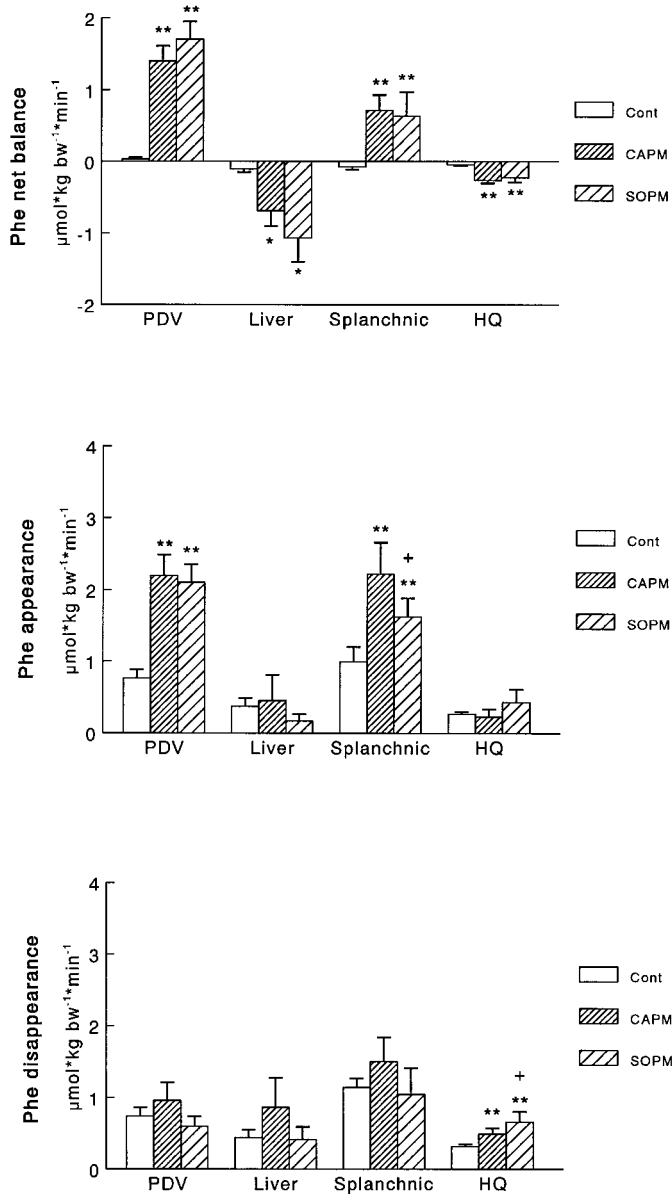 Phe net balance
µmol*kg bw-1*min-1
2
1
0
-1
-2
** **
* *
** **
** **
PDV Liver Splanchnic HQ
Cont
CAPM
SOPM
Phe appearance
µmol*kg bw-1*min-1
4
3
2
1
0
** **
**
+
**
PDV Liver Splanchnic HQ
Cont
CAPM
SOPM
Phe disappearance
µmol*kg bw-1*min-1
4
3
2
1
0
**
+
**
PDV Liver Splanchnic HQ
Cont
CAPM
SOPM